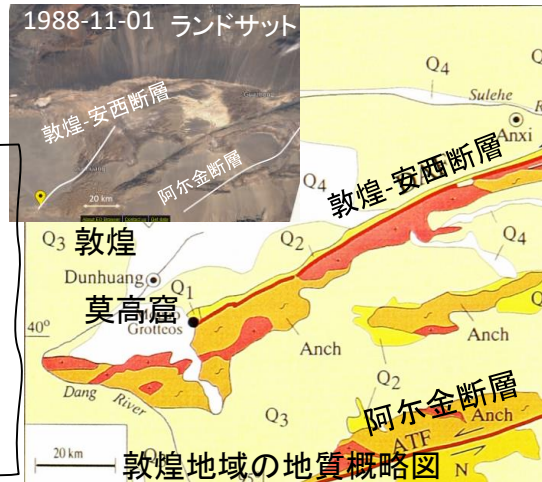 1988-11-01 ランドサット
敦煌-安西断層
阿尔金断層
20 km
Q4
Q
Sulehe
Anxi
敦煌-安西断層
Q4
Q3
敦煌
Q2
Q4
Dunhuang
Q1
莫高窟
Grottoes
40°
Anch
Anch
Dang River
Q2
Q3
阿尔金断層
Anch
ATF
N
20 km
敦煌地域の地質概略図